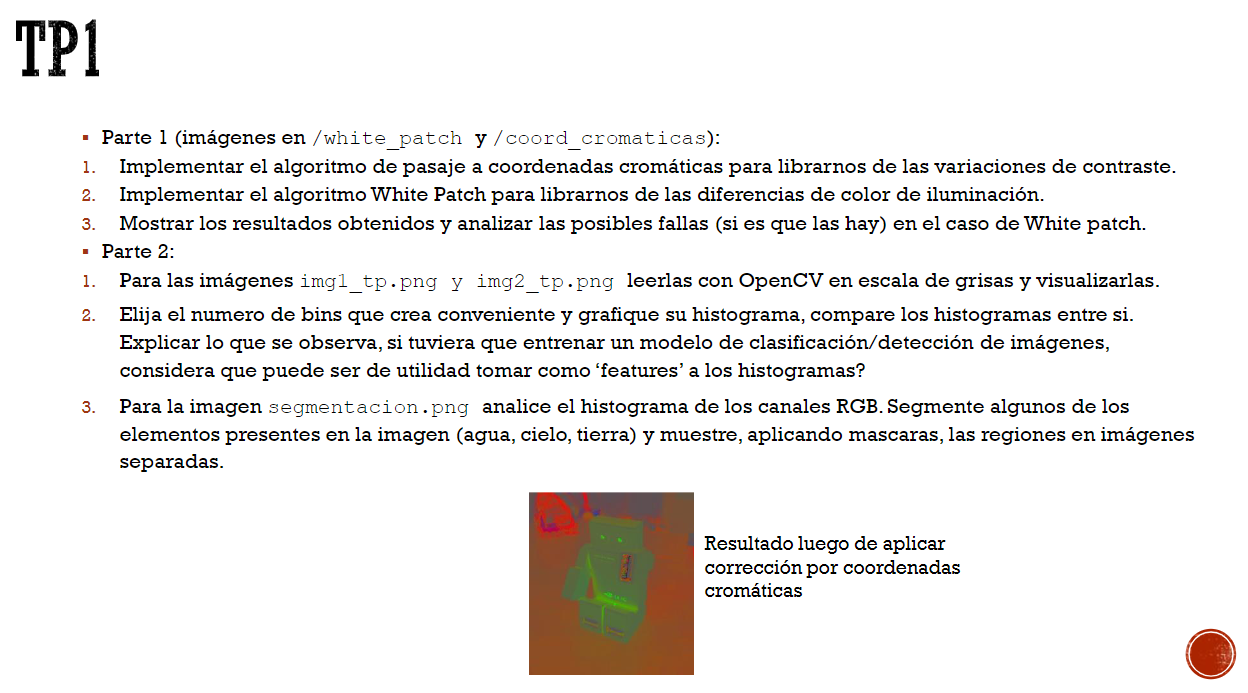 TP1
▪ Parte 1 (imágenes en /white_patch y /coord_cromaticas):
1. Implementar el algoritmo de pasaje a coordenadas cromáticas para librarnos de las variaciones de contraste.
2. Implementar el algoritmo White Patch para librarnos de las diferencias de color de iluminación.
3. Mostrar los resultados obtenidos y analizar las posibles fallas (si es que las hay) en el caso de White patch.
▪ Parte 2:
1. Para las imágenes img1_tp.png y img2_tp.png leerlas con OpenCV en escala de grisas y visualizarlas.
2. Elija el numero de bins que crea conveniente y grafique su histograma, compare los histogramas entre si.
Explicar lo que se observa, si tuviera que entrenar un modelo de clasificación/detección de imágenes,
considera que puede ser de utilidad tomar como ‘features’ a los histogramas?
3. Para la imagen segmentacion.png analice el histograma de los canales RGB. Segmente algunos de los
elementos presentes en la imagen (agua, cielo, tierra) y muestre, aplicando mascaras, las regiones en imágenes
separadas.
Resultado luego de aplicar
corrección por coordenadas
cromáticas